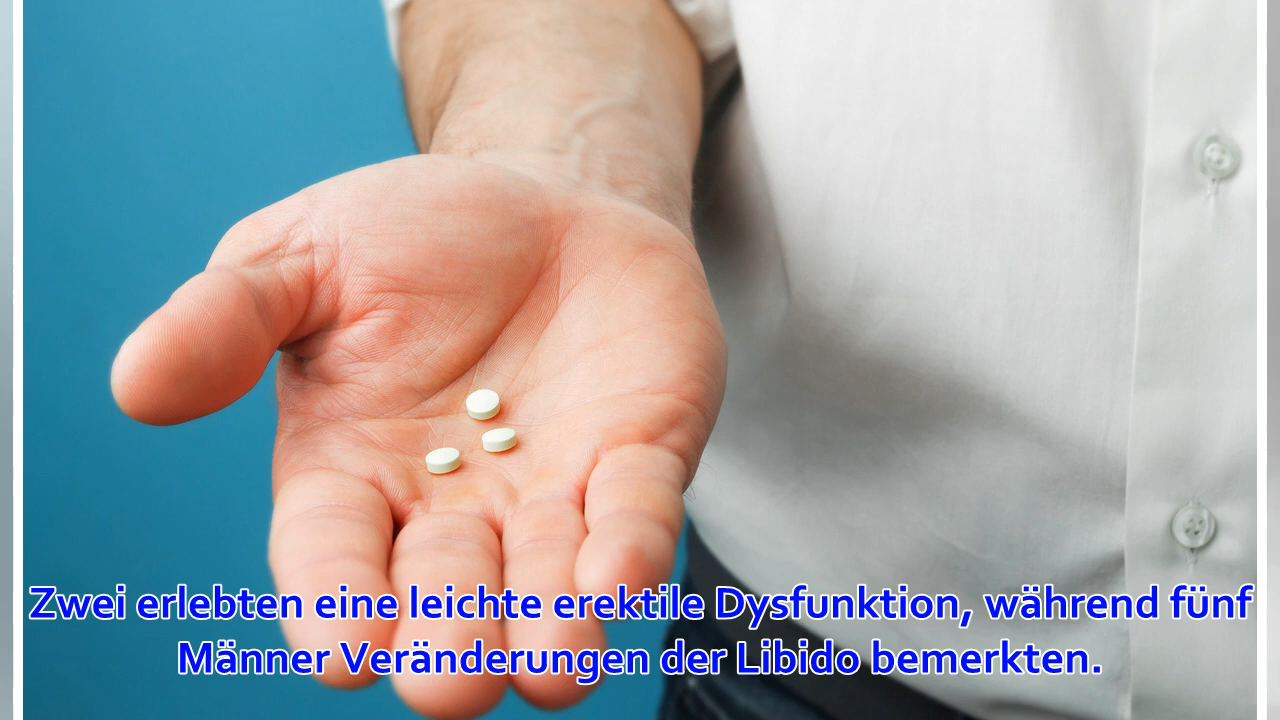 Zwei erlebten eine leichte erektile Dysfunktion, während fünf
Männer Veränderungen der Libido bemerkten.